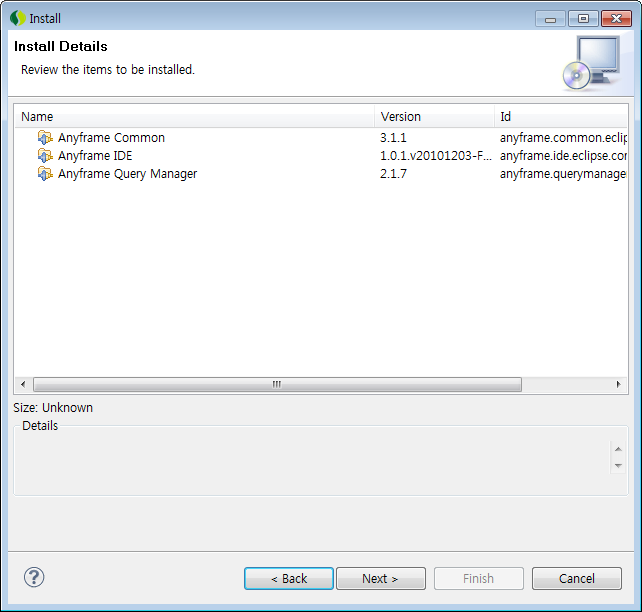 Install
Install Details
Review the items to be installed.
Name Version Id
Anyframe Common 3.1.1 anyframe.common.eclip
Anyframe IDE 1.0.1.v20101203-F... anyframe.ide.eclipse.cor
Anyframe Query Manager 2.1.7 anyframe.querymanage
Size: Unknown
Details
< Back Next > Finish Cancel